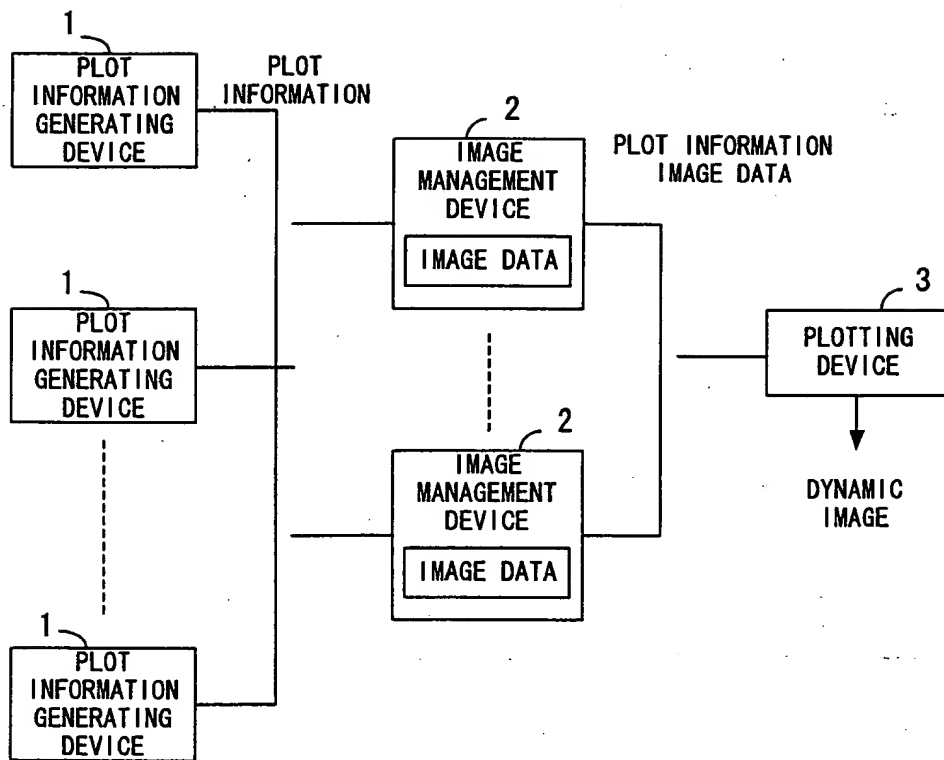 1
PLOT
INFORMATION
GENERATING
DEVICE
PLOT
INFORMATION
1
PLOT
INFORMATION
GENERATING
DEVICE
1
PLOT
INFORMATION
GENERATING
DEVICE
2
IMAGE
MANAGEMENT
DEVICE
IMAGE DATA
2
IMAGE
MANAGEMENT
DEVICE
IMAGE DATA
PLOT INFORMATION
IMAGE DATA
3
PLOTTING
DEVICE
DYNAMIC
IMAGE